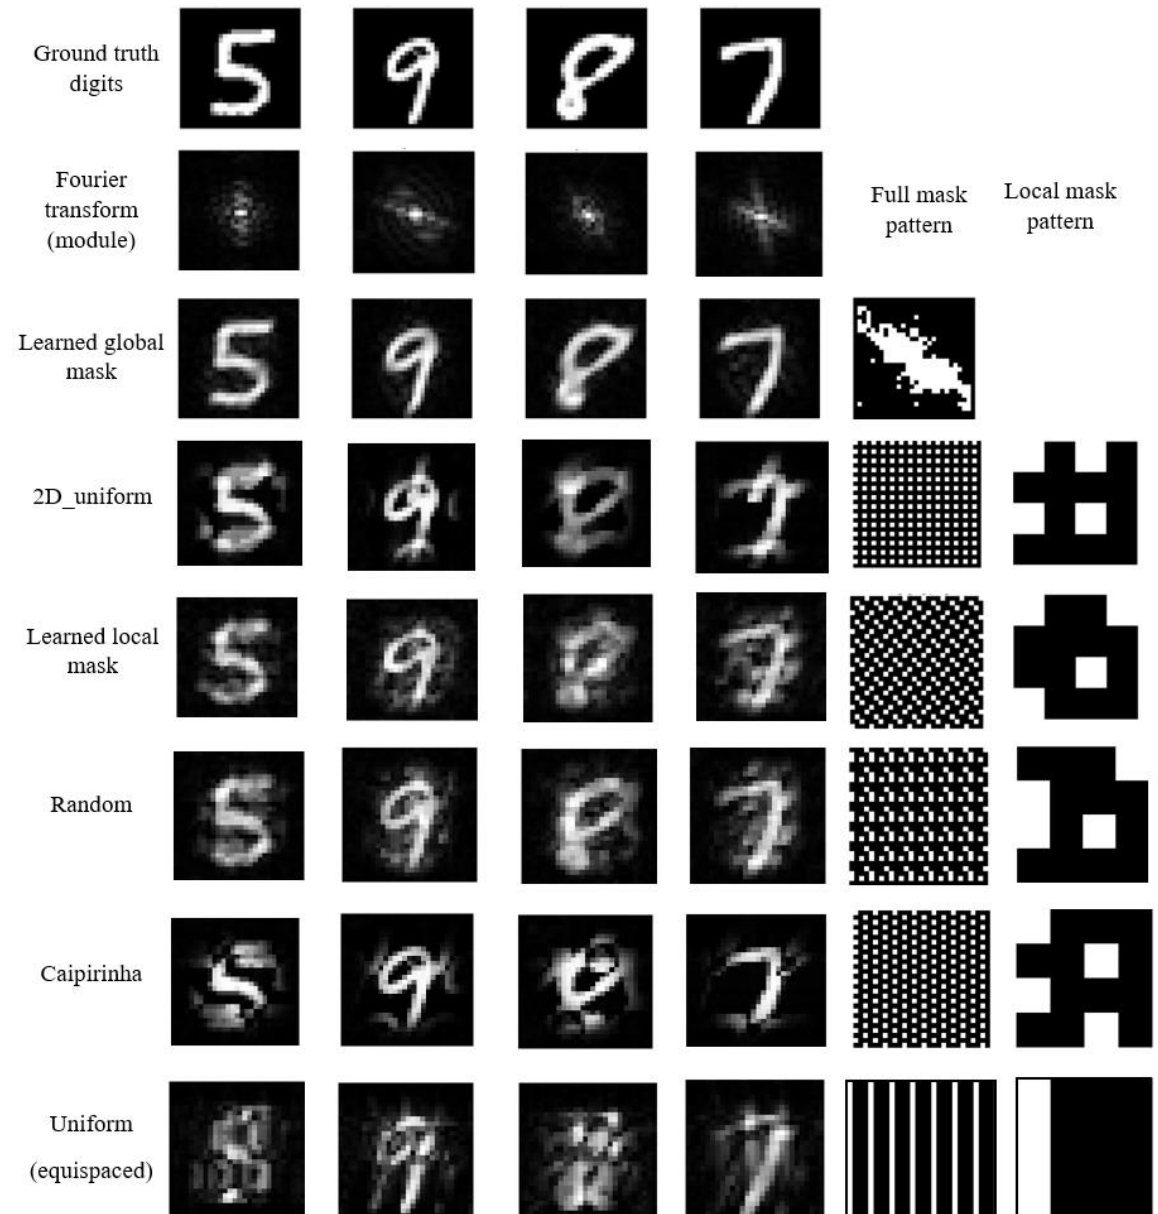 Ground truth
digits
Fourier
transform
(module)
Full mask
pattern
Local mask
pattern
Learned global
mask
2D_uniform
Learned local
mask
Random
Caipirinha
Uniform
(equispaced)